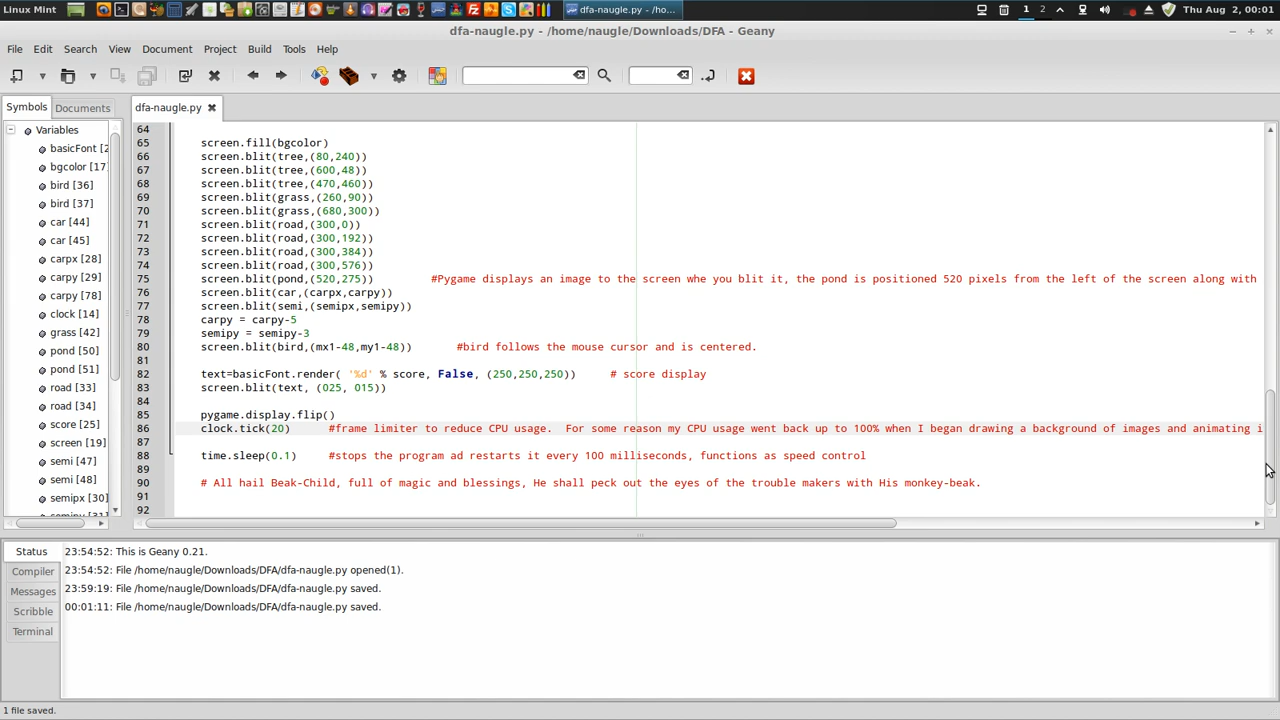 Linux Mint
dfa-naugle.py - /ho...
1 2
Thu Aug 2, 00:01
dfa-naugle.py - /home/naugle/Downloads/DFA - Geany
File Edit Search View Document Project Build Tools Help
Symbols Documents
dfa-naugle.py
Variables
basicFont [2
bgcolor [17]
bird [36]
bird [37]
car [44]
car [45]
carpx [28]
carpy [29]
carpy [78]
clock [14]
grass [42]
pond [50]
pond [51]
road [33]
road [34]
score [25]
screen [19]
semi [47]
semi [48]
semipx [30]
64
65 screen.fill(bgcolor)
66 screen.blit(tree,(80,240))
67 screen.blit(tree,(600,48))
68 screen.blit(tree,(470,460))
69 screen.blit(grass,(260,90))
70 screen.blit(grass,(680,300))
71 screen.blit(road,(300,0))
72 screen.blit(road,(300,192))
73 screen.blit(road,(300,384))
74 screen.blit(road,(300,576))
75 screen.blit(pond,(520,275)) #Pygame displays an image to the screen whe you blit it, the pond is positioned 520 pixels from the left of the screen along with
76 screen.blit(car,(carpx,carpy))
77 screen.blit(semi,(semipx,semipy))
78 carpy = carpy-5
79 semipy = semipy-3
80 screen.blit(bird,(mx1-48,my1-48)) #bird follows the mouse cursor and is centered.
81
82 text=basicFont.render( '%d' % score, False, (250,250,250)) # score display
83 screen.blit(text, (025, 015))
84
85 pygame.display.flip()
86 clock.tick(20) #frame limiter to reduce CPU usage. For some reason my CPU usage went back up to 100% when I began drawing a background of images and animating i
87
88 time.sleep(0.1) #stops the program ad restarts it every 100 milliseconds, functions as speed control
89
90 # All hail Beak-Child, full of magic and blessings, He shall peck out the eyes of the trouble makers with His monkey-beak.
91
92
Status
Compiler
Messages
Scribble
Terminal
23:54:52: This is Geany 0.21.
23:54:52: File /home/naugle/Downloads/DFA/dfa-naugle.py opened(1).
23:59:19: File /home/naugle/Downloads/DFA/dfa-naugle.py saved.
00:01:11: File /home/naugle/Downloads/DFA/dfa-naugle.py saved.
1 file saved.